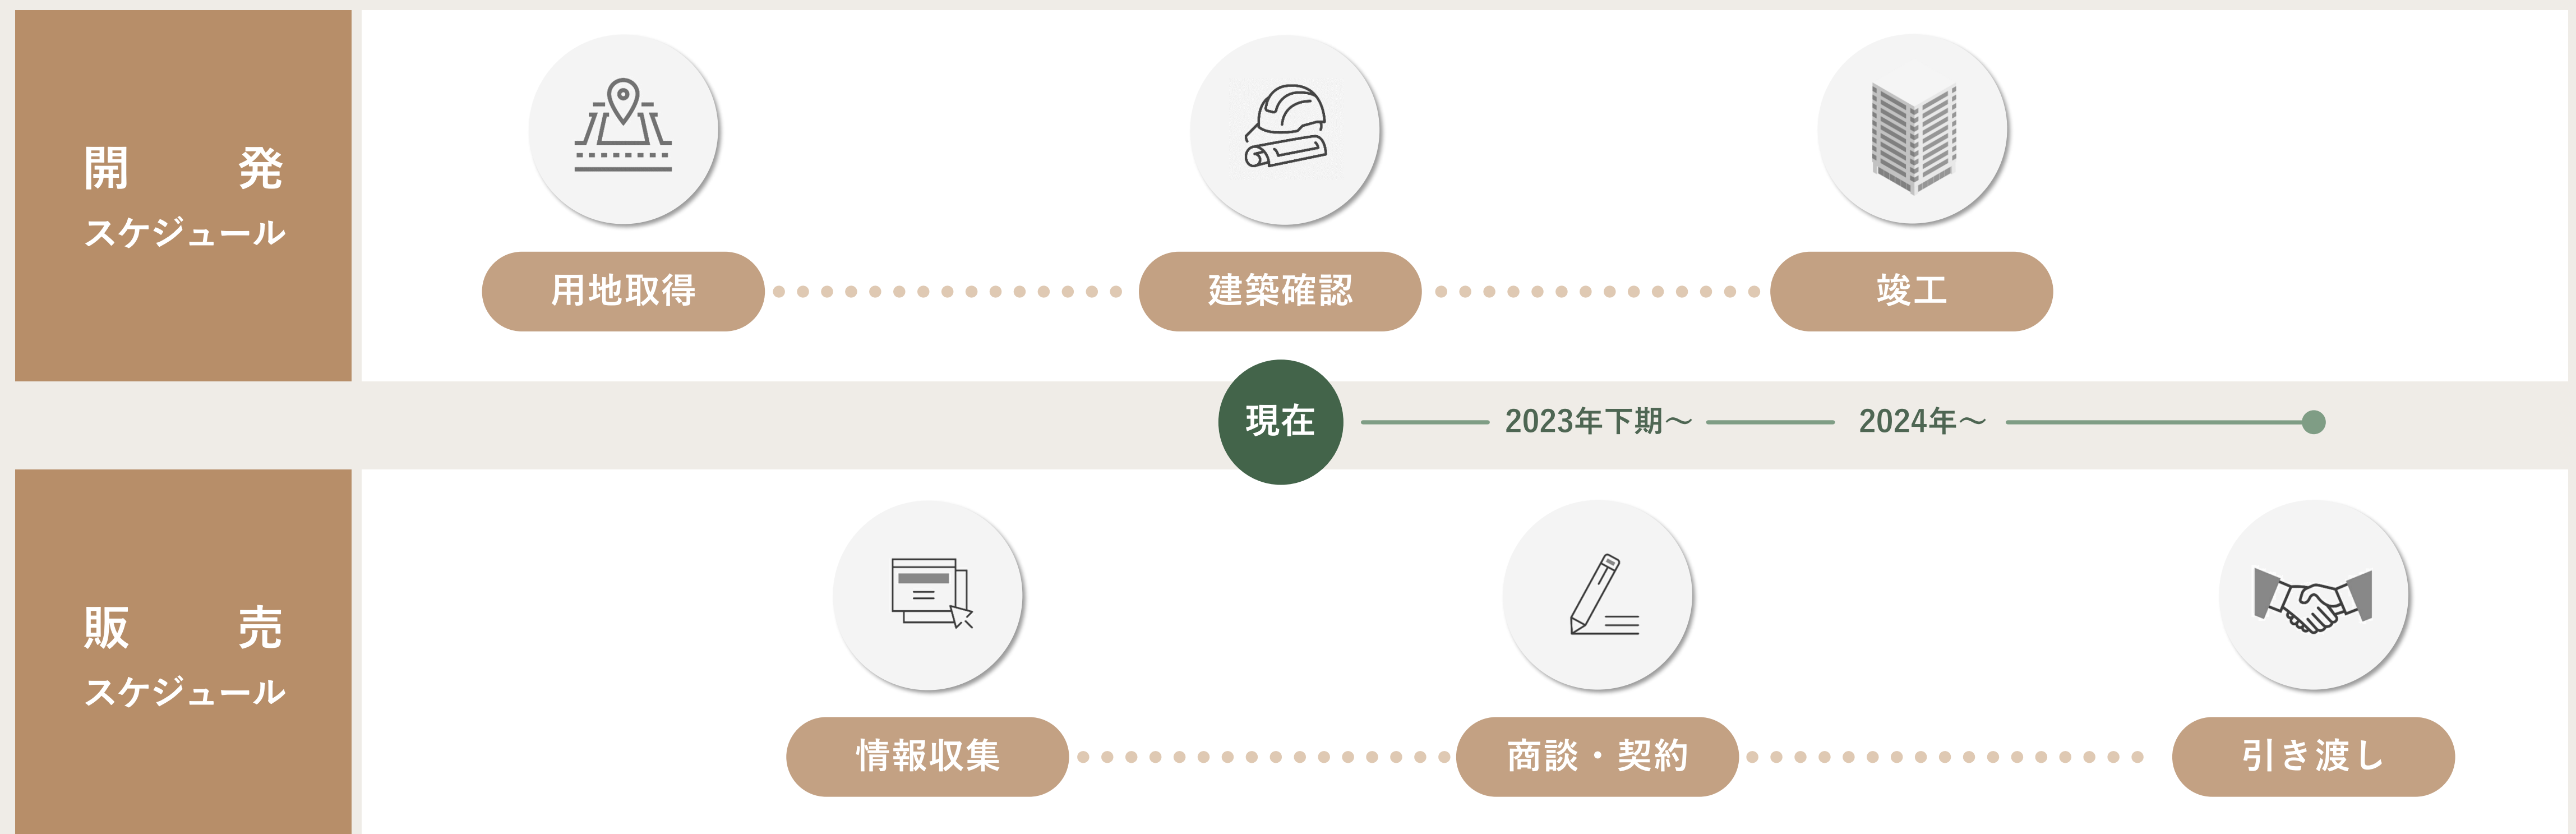 開発
スケジュール
用地取得
建築確認
竣工
現在
2023年下期～
2024年～
販売
スケジュール
情報収集
商談・契約
引き渡し